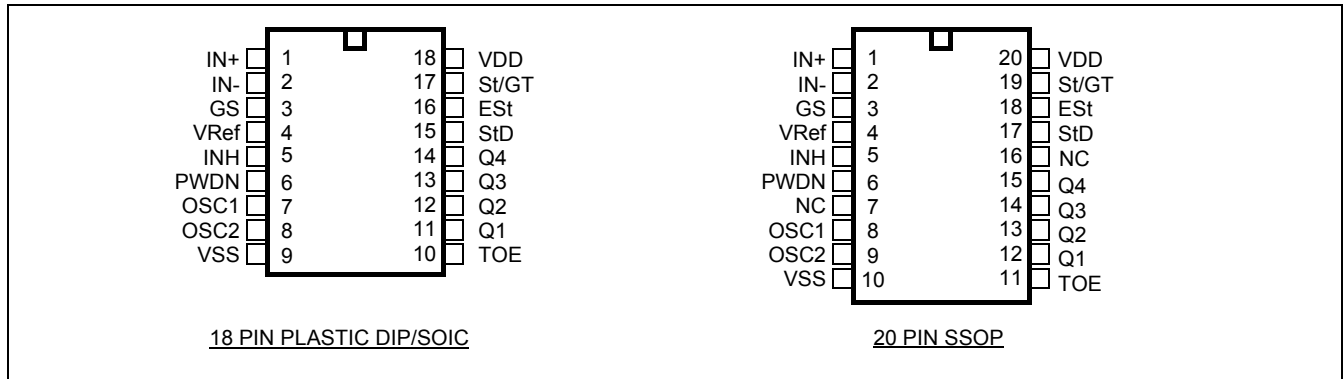 IN+ 1 18 VDD
IN- 2 17 St/GT
GS 3 16 ESt
VRef 4 15 StD
INH 5 14 Q4
PWDN 6 13 Q3
OSC1 7 12 Q2
OSC2 8 11 Q1
VSS 9 10 TOE
18 PIN PLASTIC DIP/SOIC
IN+ 1 20 VDD
IN- 2 19 St/GT
GS 3 18 ESt
VRef 4 17 StD
INH 5 16 NC
PWDN 6 15 Q4
NC 7 14 Q3
OSC1 8 13 Q2
OSC2 9 12 Q1
VSS 10 11 TOE
20 PIN SSOP